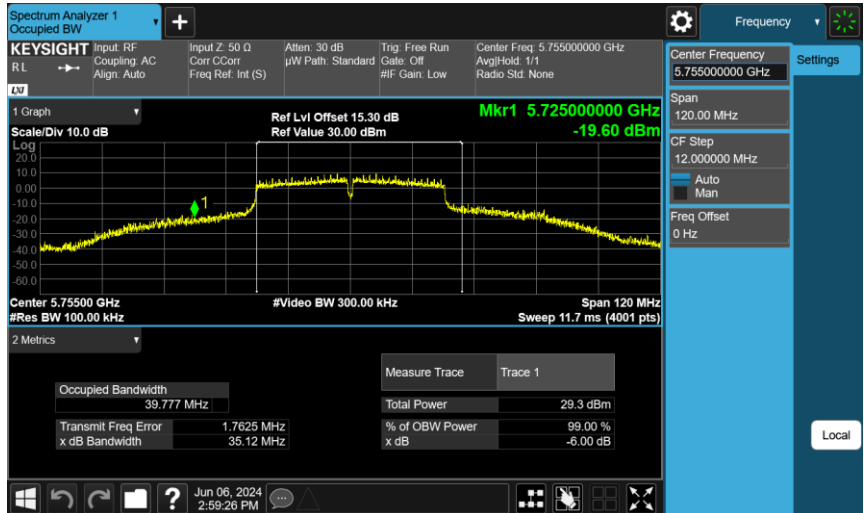 Spectrum Analyzer 1
Occupied BW
+
Frequency
KEYSIGHT
RL
LXI
Input: RF
Coupling: AC
Align: Auto
Input Z: 50 Ω
Corr CCorr
Freq Ref: Int (S)
Atten: 30 dB
µW Path: Standard
Trig: Free Run
Gate: Off
#IF Gain: Low
Center Freq: 5.755000000 GHz
Avg|Hold: 1/1
Radio Std: None
Center Frequency
5.755000000 GHz
Settings
Span
120.00 MHz
CF Step
12.000000 MHz
Auto
Man
Freq Offset
0 Hz
Local
1 Graph
Scale/Div 10.0 dB
Ref Lvl Offset 15.30 dB
Ref Value 30.00 dBm
Mkr1 5.725000000 GHz
-19.60 dBm
Log
20.0
10.0
0.00
-10.0
-20.0
-30.0
-40.0
-50.0
-60.0
1
Center 5.75500 GHz
#Res BW 100.00 kHz
#Video BW 300.00 kHz
Span 120 MHz
Sweep 11.7 ms (4001 pts)
2 Metrics
Measure Trace Trace 1
Occupied Bandwidth
39.777 MHz
Total Power 29.3 dBm
Transmit Freq Error 1.7625 MHz
% of OBW Power 99.00 %
x dB Bandwidth 35.12 MHz
x dB -6.00 dB
?
Jun 06, 2024
2:59:26 PM